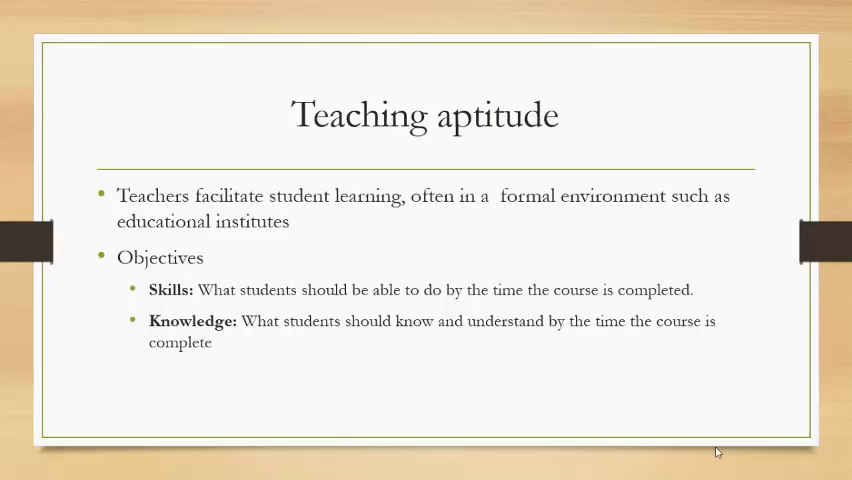 Teaching aptitude
• Teachers facilitate student learning, often in a formal environment such as
educational institutes
• Objectives
• Skills: What students should be able to do by the time the course is completed.
• Knowledge: What students should know and understand by the time the course is
complete